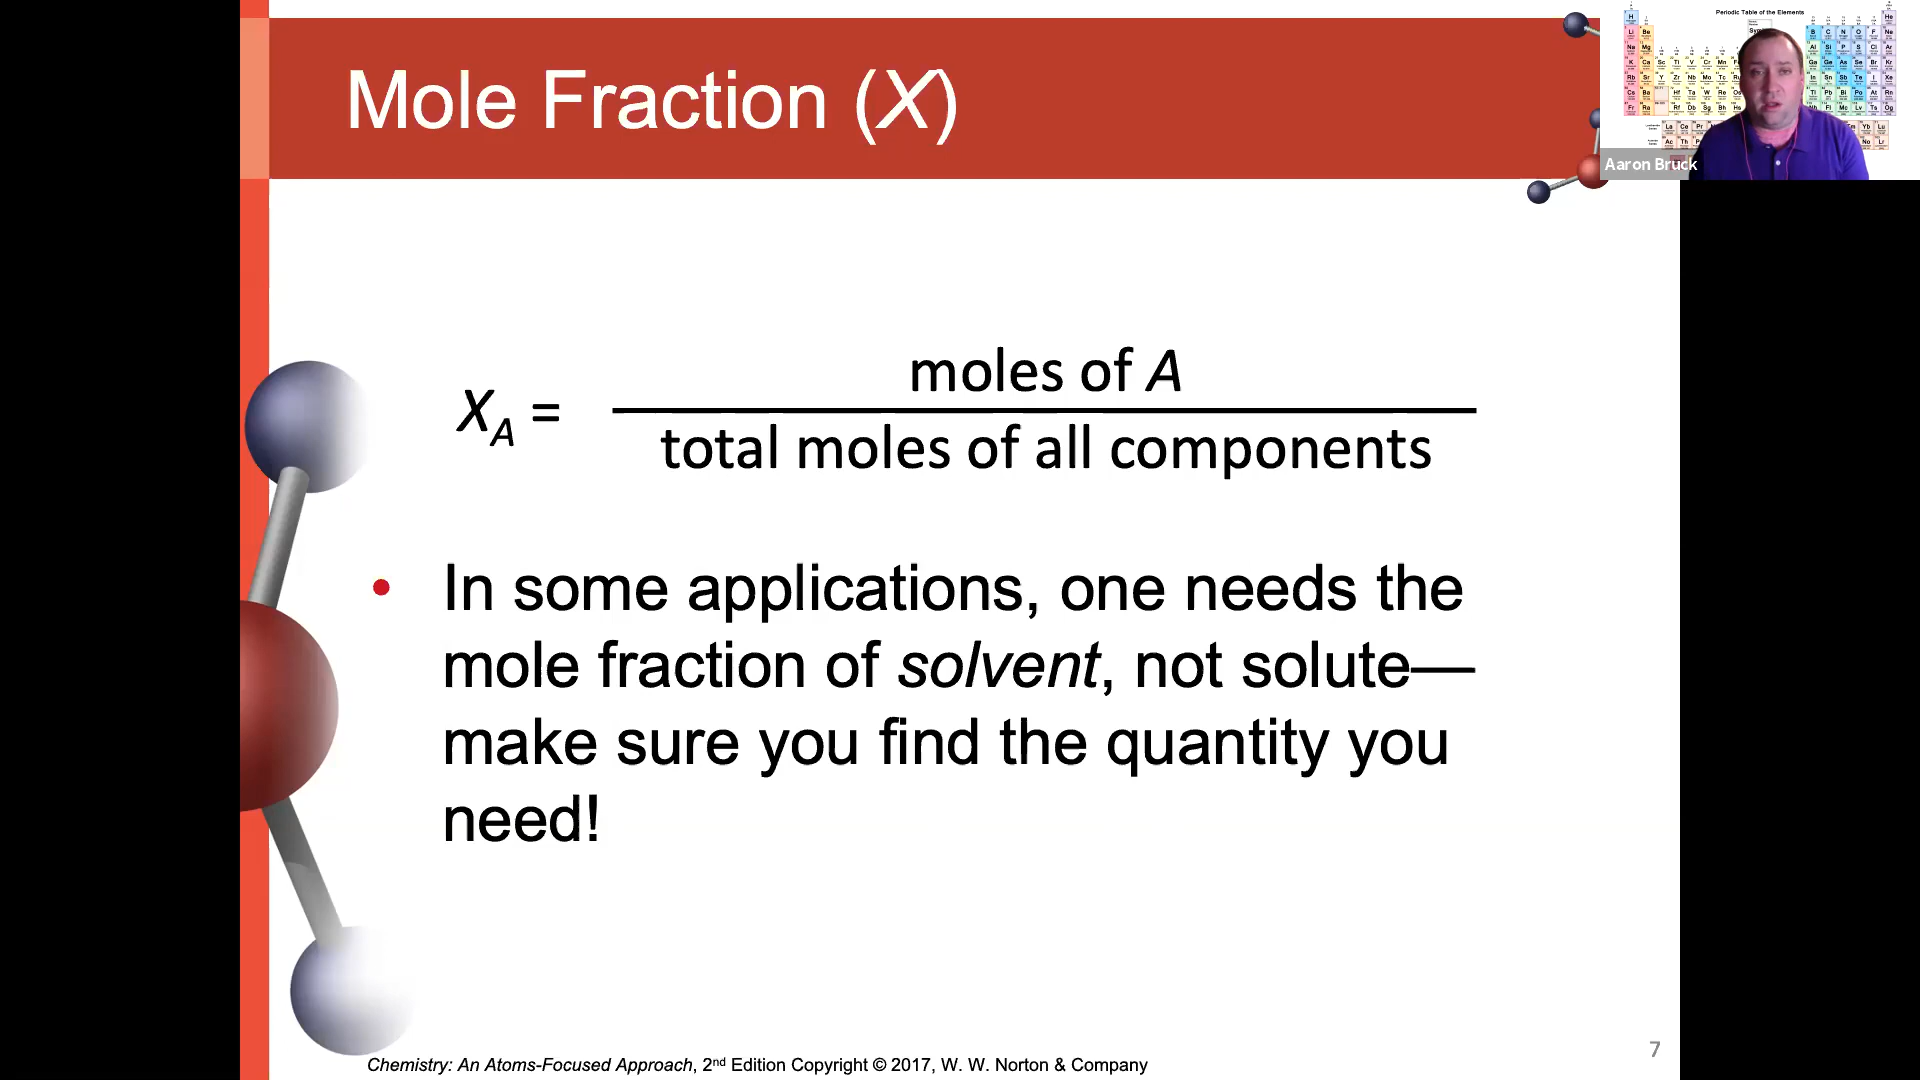 Mole Fraction (X)
Periodic Table of the Elements
Aaron Bruck
moles of A
X_A =
total moles of all components
• In some applications, one needs the
mole fraction of solvent, not solute—
make sure you find the quantity you
need!
7
Chemistry: An Atoms-Focused Approach, 2nd Edition Copyright © 2017, W. W. Norton & Company